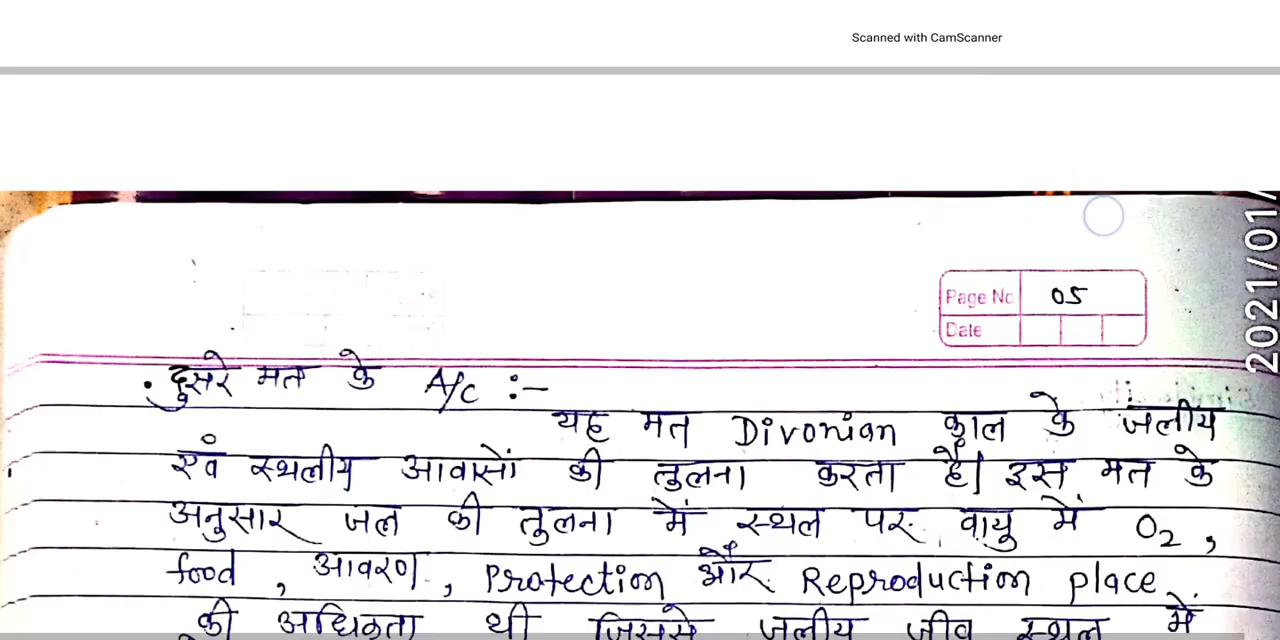 Scanned with CamScanner
2021/01/
Page No 05
Date
• दुसरे मत के A/c :-
यह मत Divonian काल के जलीय
एंव स्थलीय आवासों की तुलना करता है। इस मत के
अनुसार जल की तुलना में स्थल पर वायु में O2,
food, आवरण, Protection और Reproduction place
की अधिकता थी जिससे जलीय जीव स्थल में